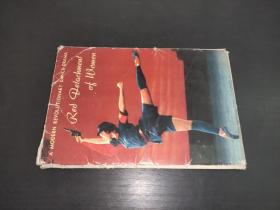 A MODERN REVOLUTIONARY DANCE-DRAMA
Red Detachment
of Women